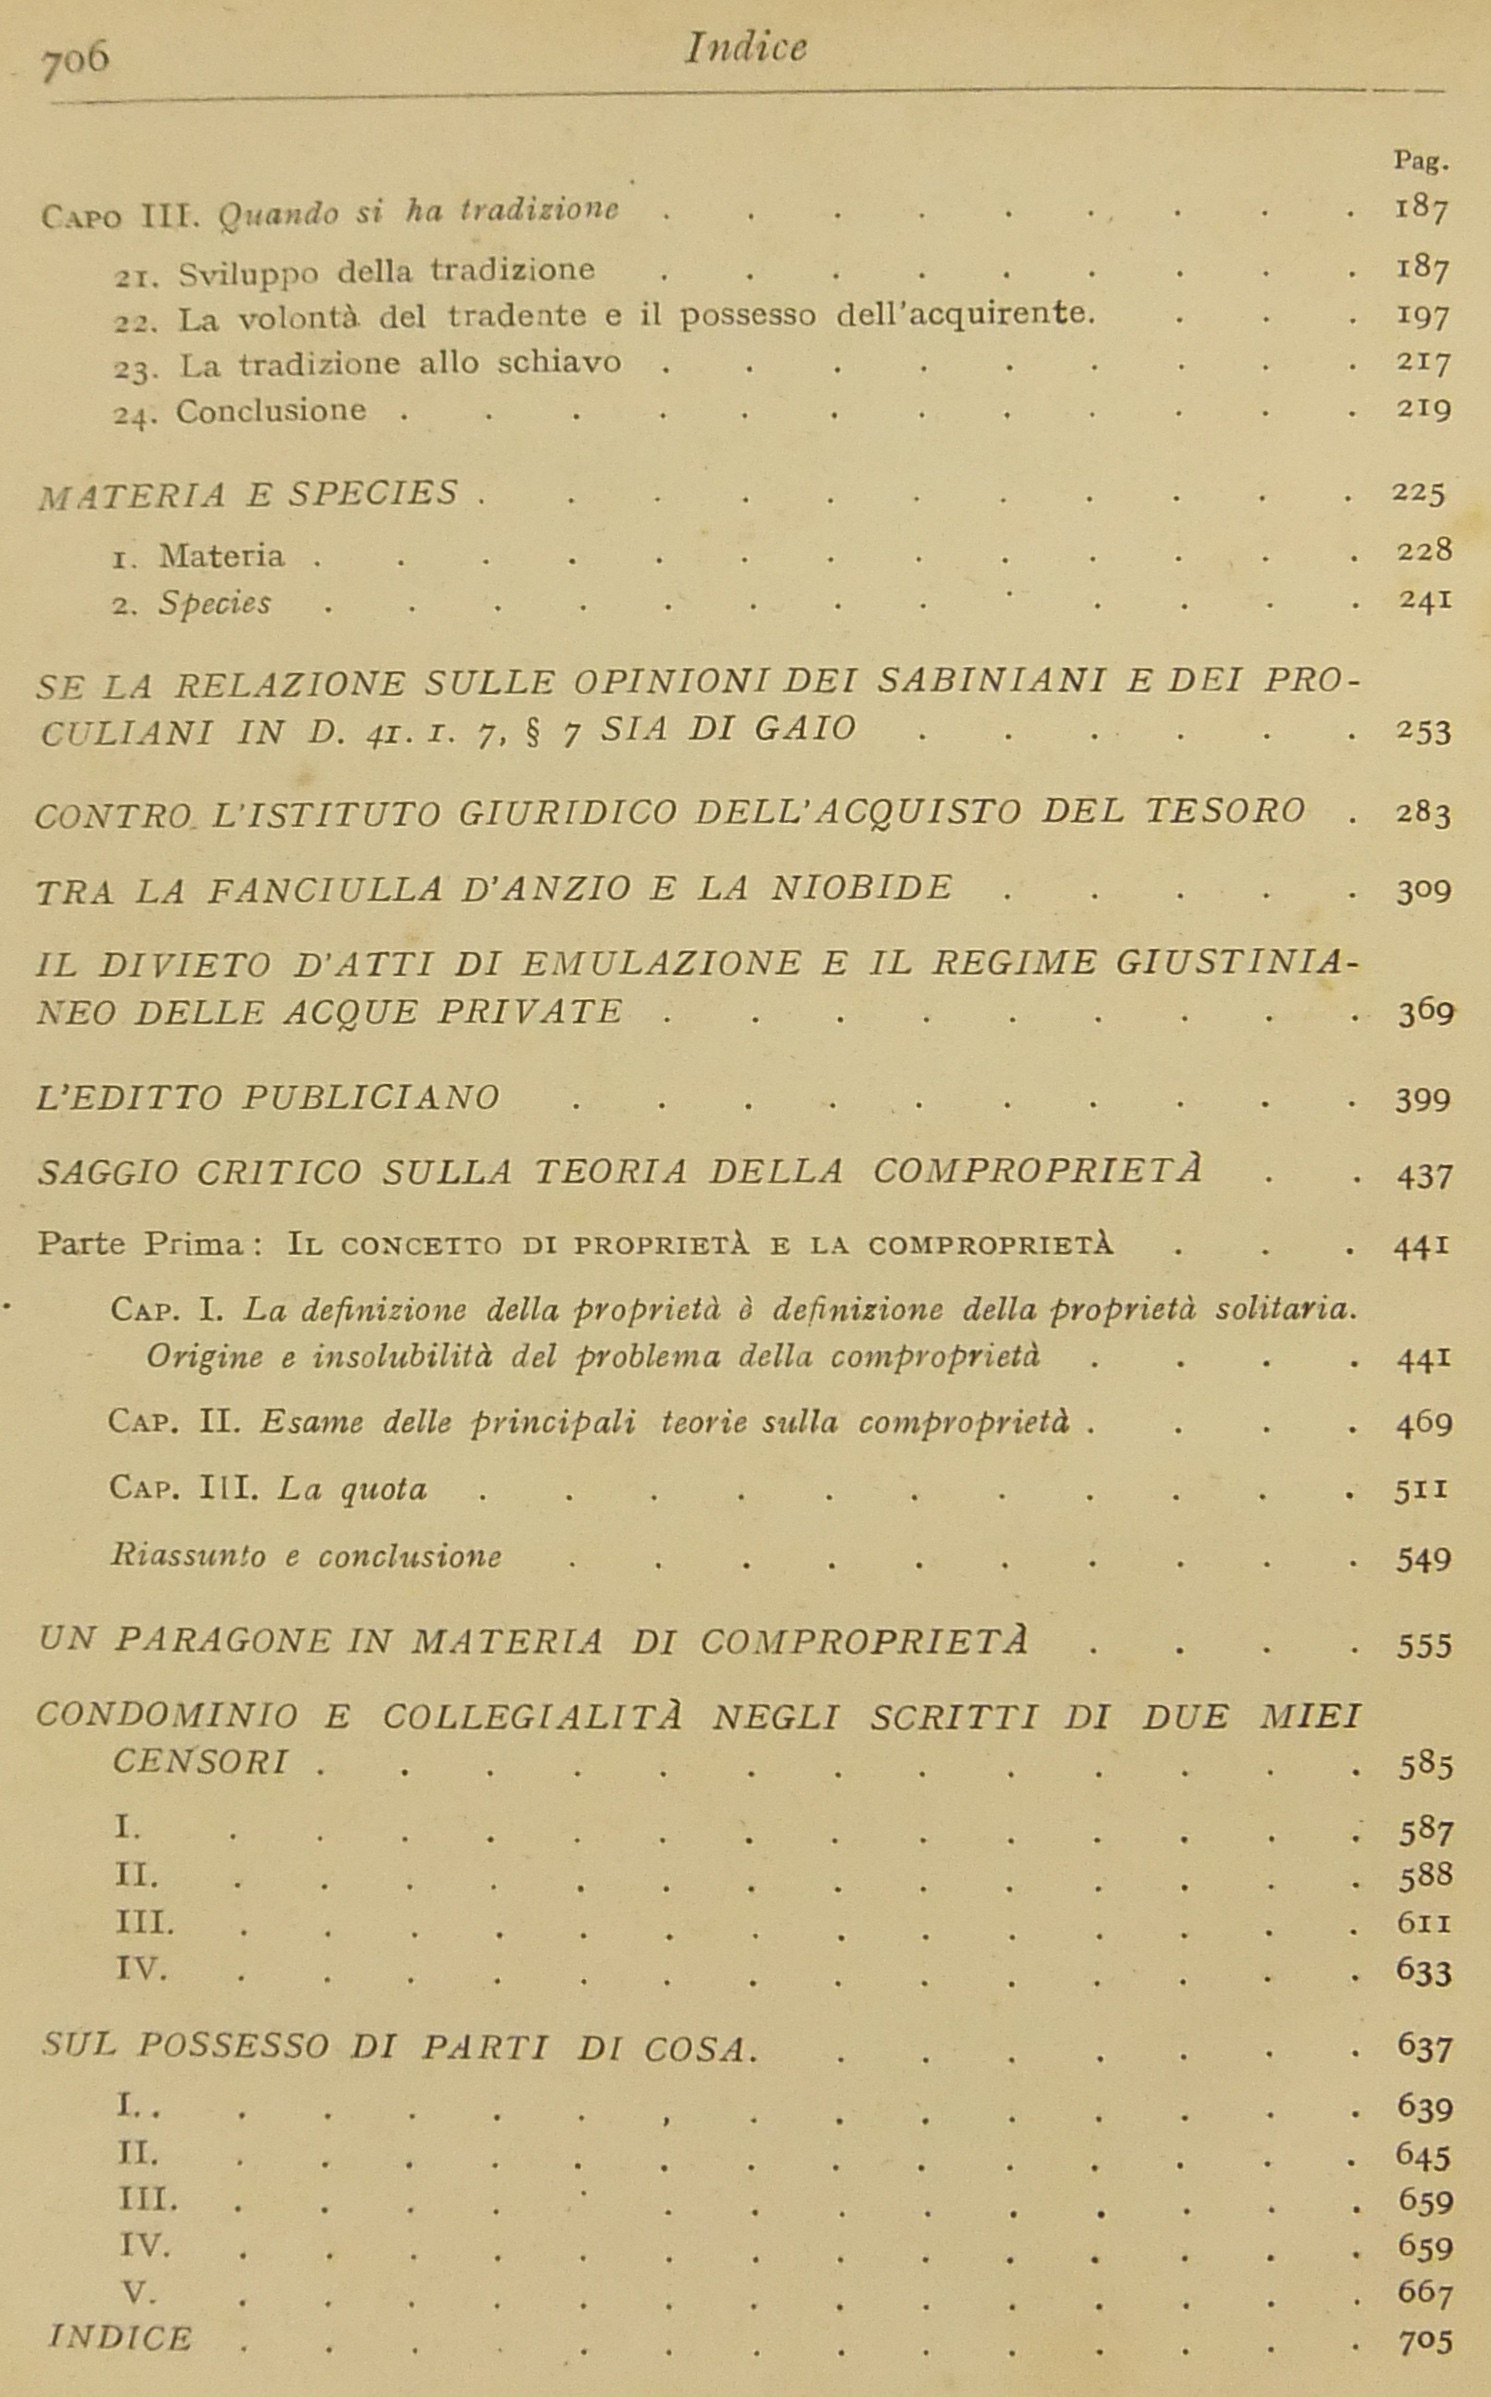 706 Indice
Pag.
CAPO III. Quando si ha tradizione . . . . . . . . . 187
21. Sviluppo della tradizione . . . . . . . . . 187
22. La volontà del tradente e il possesso dell'acquirente. . . . 197
23. La tradizione allo schiavo . . . . . . . . . 217
24. Conclusione . . . . . . . . . . . . 219
MATERIA E SPECIES . . . . . . . . . . . 225
1. Materia . . . . . . . . . . . . . 228
2. Species . . . . . . . . . . . . . 241
SE LA RELAZIONE SULLE OPINIONI DEI SABINIANI E DEI PRO-
CULIANI IN D. 41. 1. 7, § 7 SIA DI GAIO . . . . . . 253
CONTRO L'ISTITUTO GIURIDICO DELL'ACQUISTO DEL TESORO . 283
TRA LA FANCIULLA D'ANZIO E LA NIOBIDE . . . . . 309
IL DIVIETO D'ATTI DI EMULAZIONE E IL REGIME GIUSTINIA-
NEO DELLE ACQUE PRIVATE . . . . . . . . . 369
L'EDITTO PUBLICIANO . . . . . . . . . . 399
SAGGIO CRITICO SULLA TEORIA DELLA COMPROPRIETÀ . . 437
Parte Prima: IL CONCETTO DI PROPRIETÀ E LA COMPROPRIETÀ . . . 441
CAP. I. La definizione della proprietà è definizione della proprietà solitaria.
Origine e insolubilità del problema della comproprietà . . . . 441
CAP. II. Esame delle principali teorie sulla comproprietà . . . . 469
CAP. III. La quota . . . . . . . . . . . 511
Riassunto e conclusione . . . . . . . . . . 549
UN PARAGONE IN MATERIA DI COMPROPRIETÀ . . . . 555
CONDOMINIO E COLLEGIALITÀ NEGLI SCRITTI DI DUE MIEI
CENSORI . . . . . . . . . . . . . 585
I. . . . . . . . . . . . . . . 587
II. . . . . . . . . . . . . . . 588
III. . . . . . . . . . . . . . . 611
IV. . . . . . . . . . . . . . . 633
SUL POSSESSO DI PARTI DI COSA. . . . . . . . 637
I. . . . . . . , . . . . . . . . 639
II. . . . . . . . . . . . . . . 645
III. . . . . . . . . . . . . . . 659
IV. . . . . . . . . . . . . . . 659
V. . . . . . . . . . . . . . . 667
INDICE . . . . . . . . . . . . . . 705